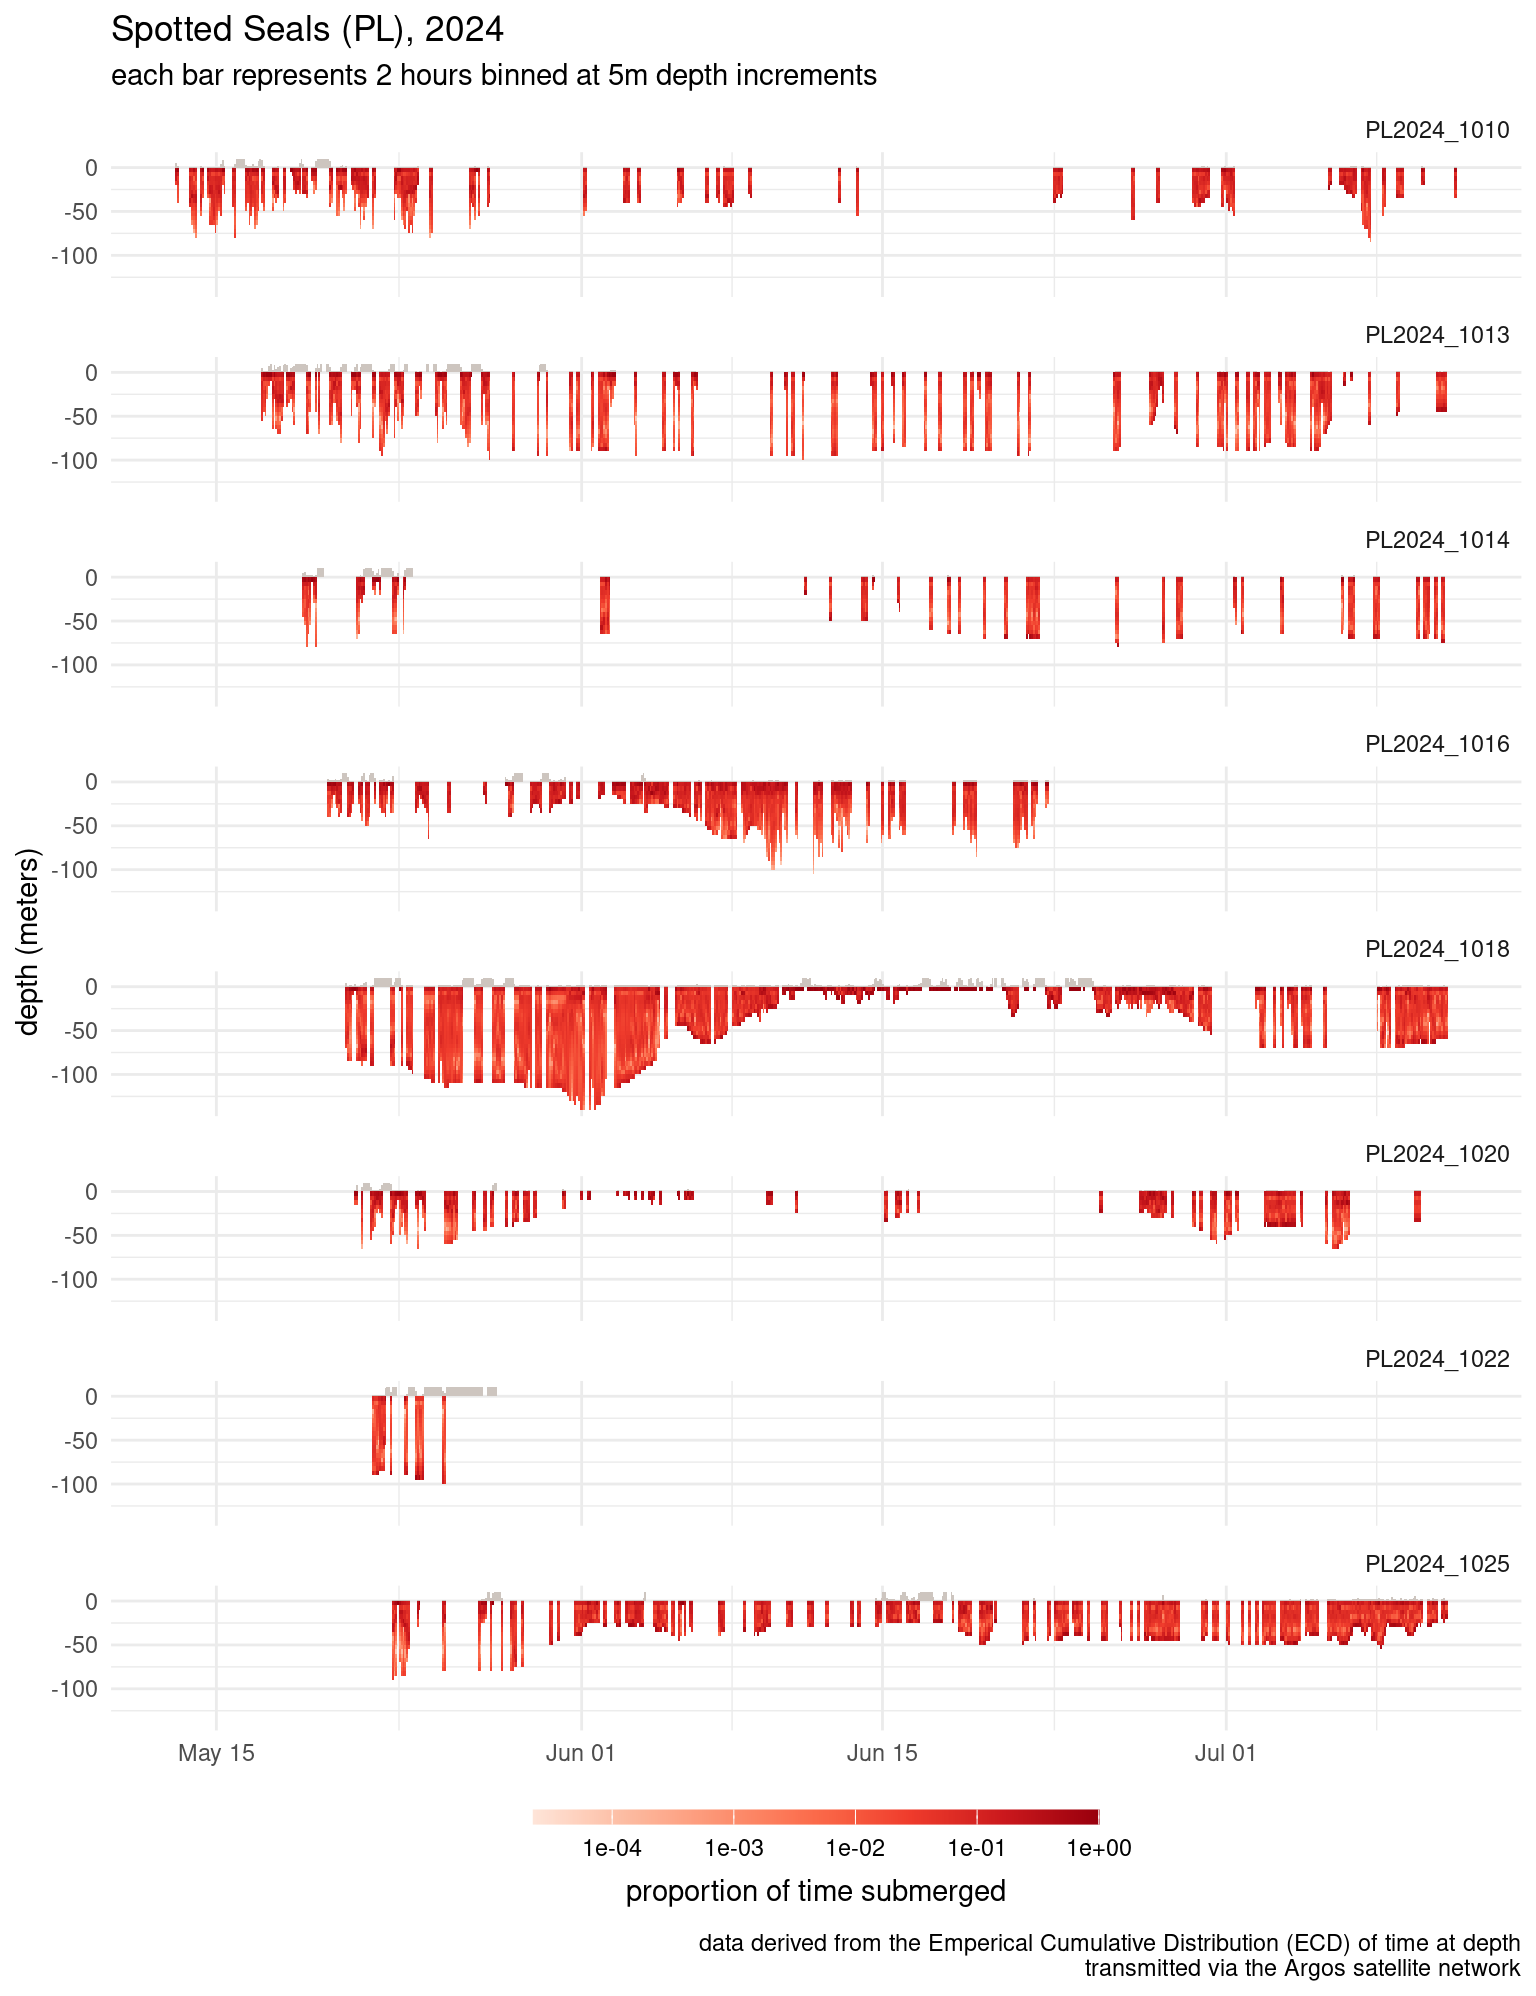 Spotted Seals (PL), 2024
each bar represents 2 hours binned at 5m depth increments
PL2024_1010
0
-50
-100
PL2024_1013
0
-50
-100
PL2024_1014
0
-50
-100
PL2024_1016
0
-50
-100
depth (meters)
PL2024_1018
0
-50
-100
PL2024_1020
0
-50
-100
PL2024_1022
0
-50
-100
PL2024_1025
0
-50
-100
May 15 Jun 01 Jun 15 Jul 01
1e-04 1e-03 1e-02 1e-01 1e+00
proportion of time submerged
data derived from the Emperical Cumulative Distribution (ECD) of time at depth
transmitted via the Argos satellite network